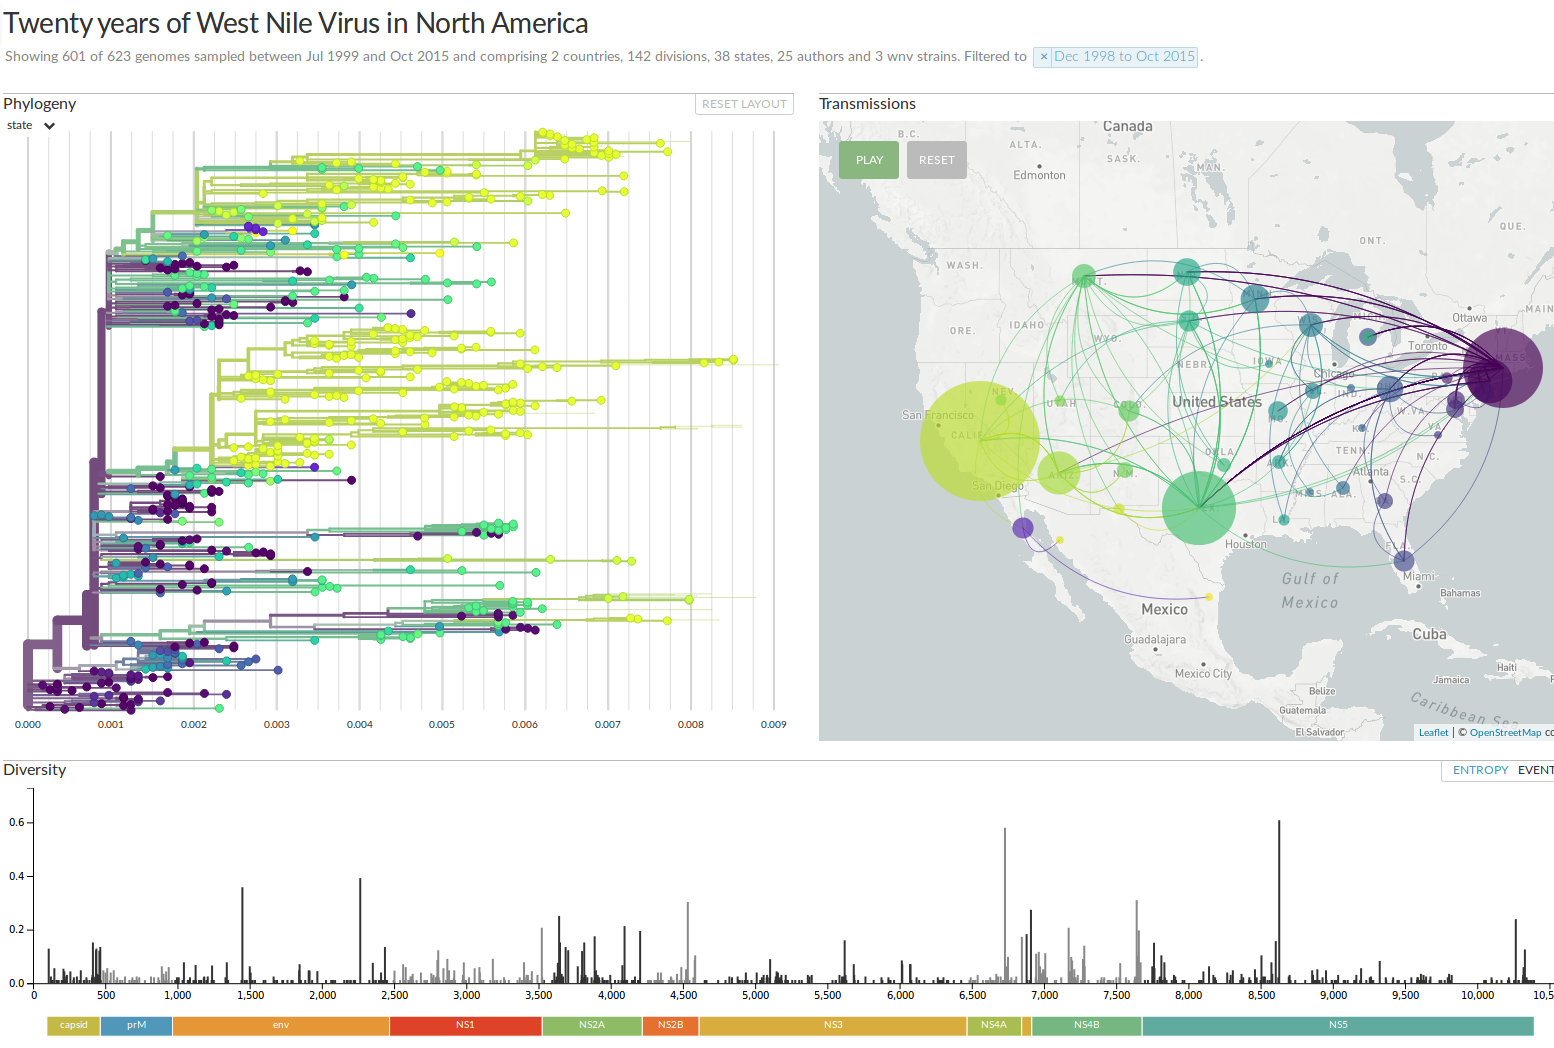 Twenty years of West Nile Virus in North America
Showing 601 of 623 genomes sampled between Jul 1999 and Oct 2015 and comprising 2 countries, 142 divisions, 38 states, 25 authors and 3 wnv strains. Filtered to × Dec 1998 to Oct 2015 .
Phylogeny
RESET LAYOUT
state
0.000 0.001 0.002 0.003 0.004 0.005 0.006 0.007 0.008 0.009
Transmissions
PLAY RESET
Canada
B.C.
ALTA.
SASK.
MAN.
Edmonton
ONT.
QUE.
WASH.
ORE.
IDAHO
WYO.
Ottawa
MAIN
Toronto
MASS
NEBR.
IOWA
Chicago
IND.
NEV.
UTAH
COLO.
United States
San Francisco
CALIF.
W.VA.
VA.
OKLA.
TENN.
N.C.
ARIZ.
N.M.
ARK.
Atlanta
S.C.
San Diego
MISS.
ALA.
Houston
FLA.
Miami
Gulf of
Mexico
Bahamas
Mexico
Guadalajara
Cuba
Mexico City
Haiti
Jamaica
Belize
Guatemala
El Salvador
Caribbean Sea
Leaflet | © OpenStreetMap co
Diversity
ENTROPY EVENT
0.6
0.4
0.2
0.0
0 500 1,000 1,500 2,000 2,500 3,000 3,500 4,000 4,500 5,000 5,500 6,000 6,500 7,000 7,500 8,000 8,500 9,000 9,500 10,000 10,5
capsid prM env NS1 NS2A NS2B NS3 NS4A NS4B NS5